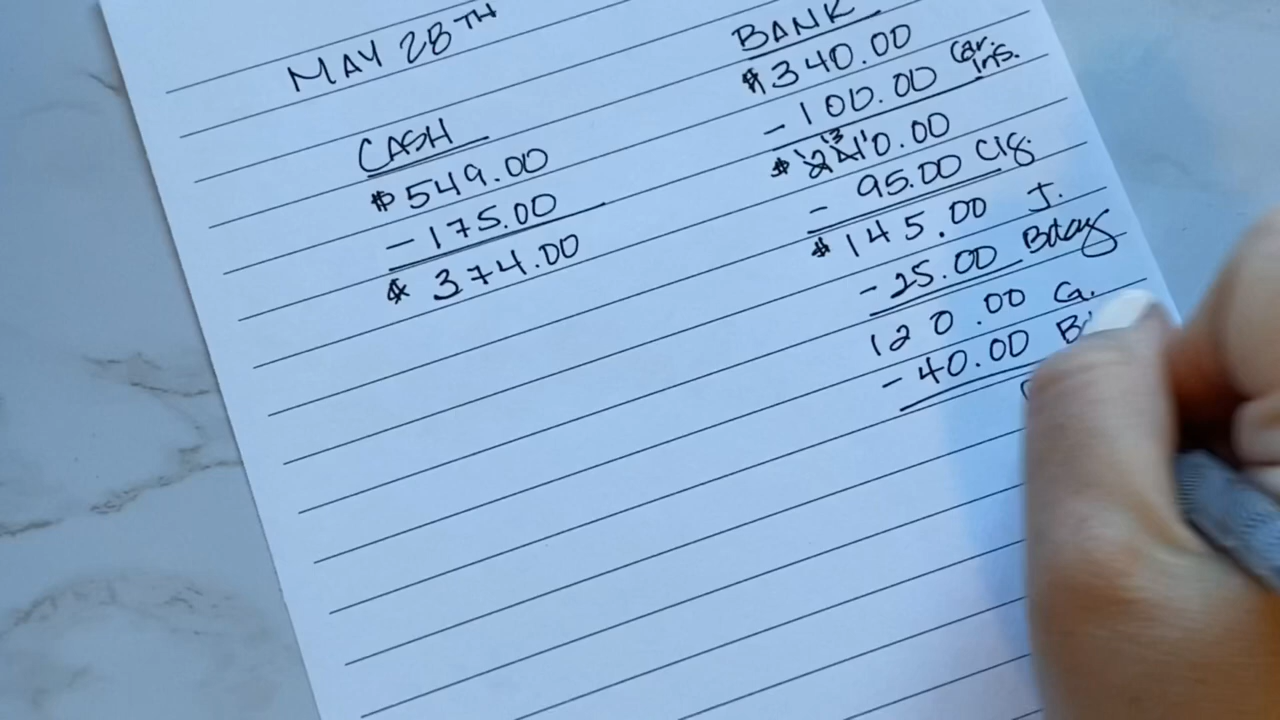 MAY 28TH
CASH
$549.00
-175.00
$374.00
BANK
$340.00
-100.00 Car Ins.
$240.00
-95.00 Cig.
$145.00 J.
-25.00 Bday
120.00 G.
-40.00